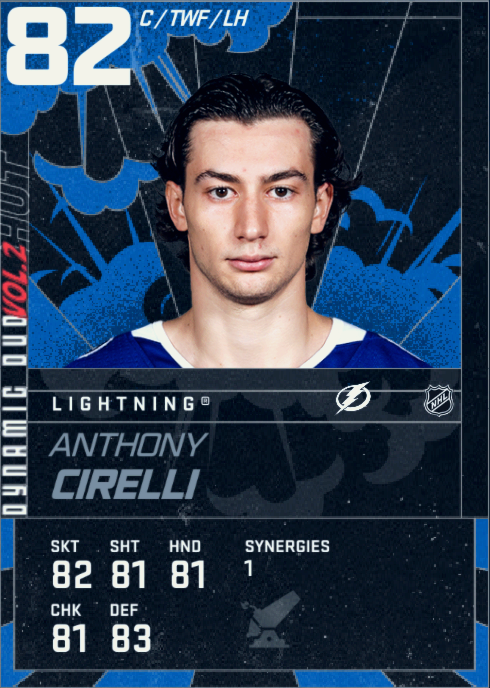 82
C / TWF / LH
HUT
DYNAMIC DUO VOL.2
LIGHTNING
NHL
ANTHONY
CIRELLI
SKT SHT HND SYNERGIES
82 81 81 1
CHK DEF
81 83